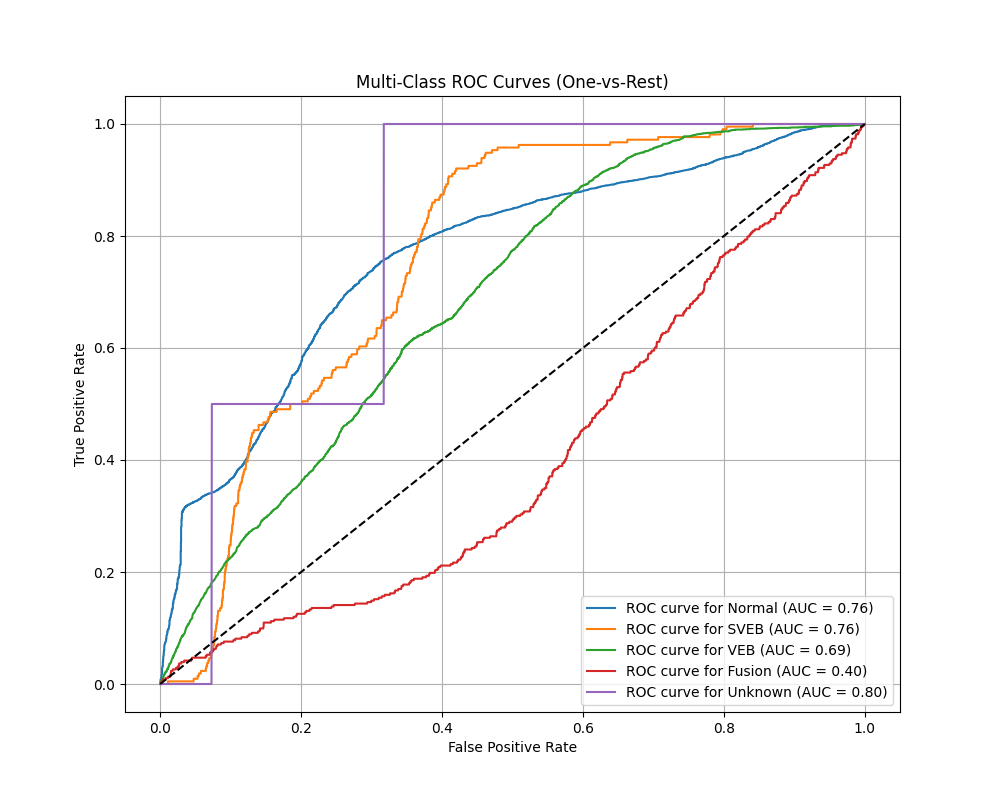 Multi-Class ROC Curves (One-vs-Rest)
True Positive Rate
1.0
0.8
0.6
0.4
0.2
0.0
ROC curve for Normal (AUC = 0.76)
ROC curve for SVEB (AUC = 0.76)
ROC curve for VEB (AUC = 0.69)
ROC curve for Fusion (AUC = 0.40)
ROC curve for Unknown (AUC = 0.80)
0.0 0.2 0.4 0.6 0.8 1.0
False Positive Rate